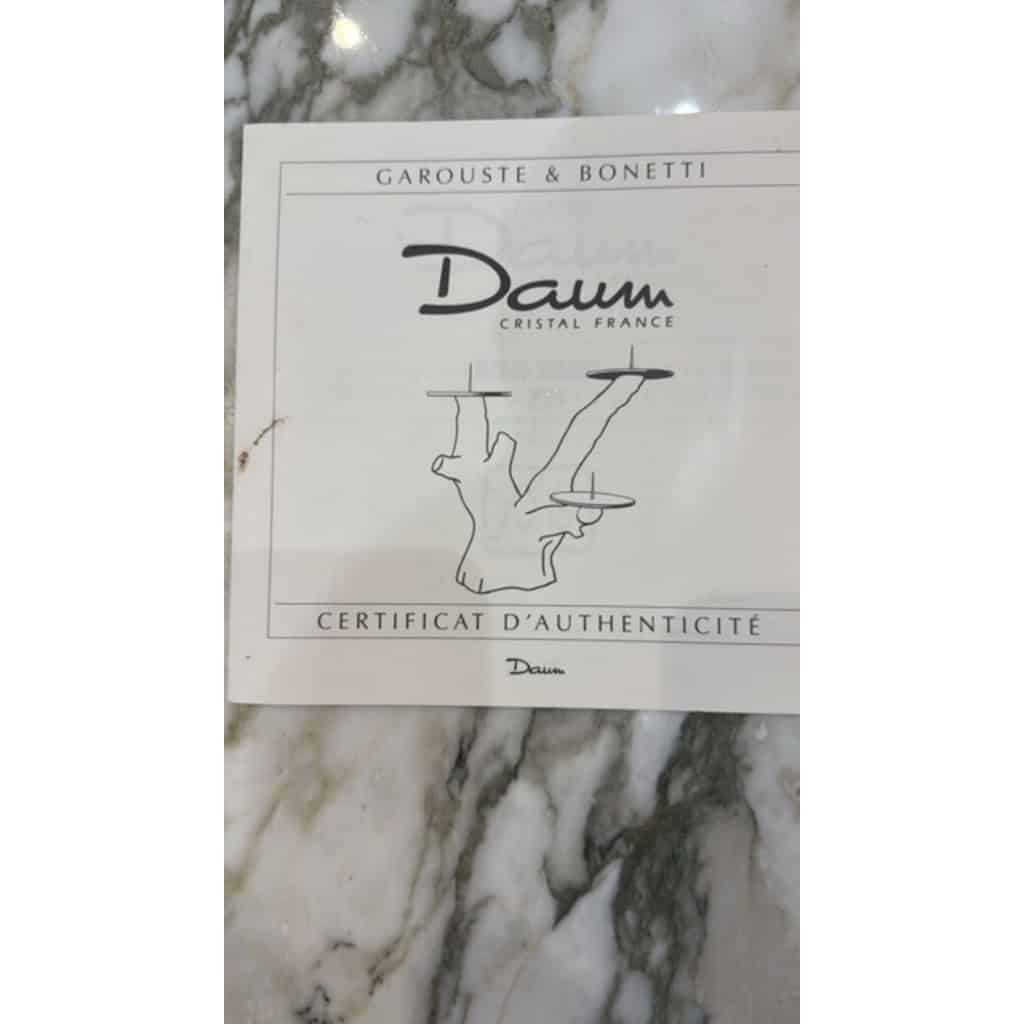 GAROUSTE & BONETTI
Daum
CRISTAL FRANCE
CERTIFICAT D'AUTHENTICITÉ
Daum